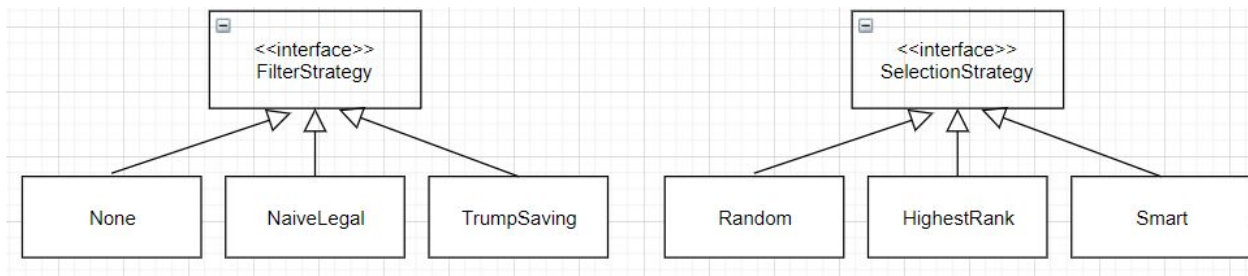 <<interface>>
FilterStrategy
<<interface>>
SelectionStrategy
None
NaiveLegal
TrumpSaving
Random
HighestRank
Smart